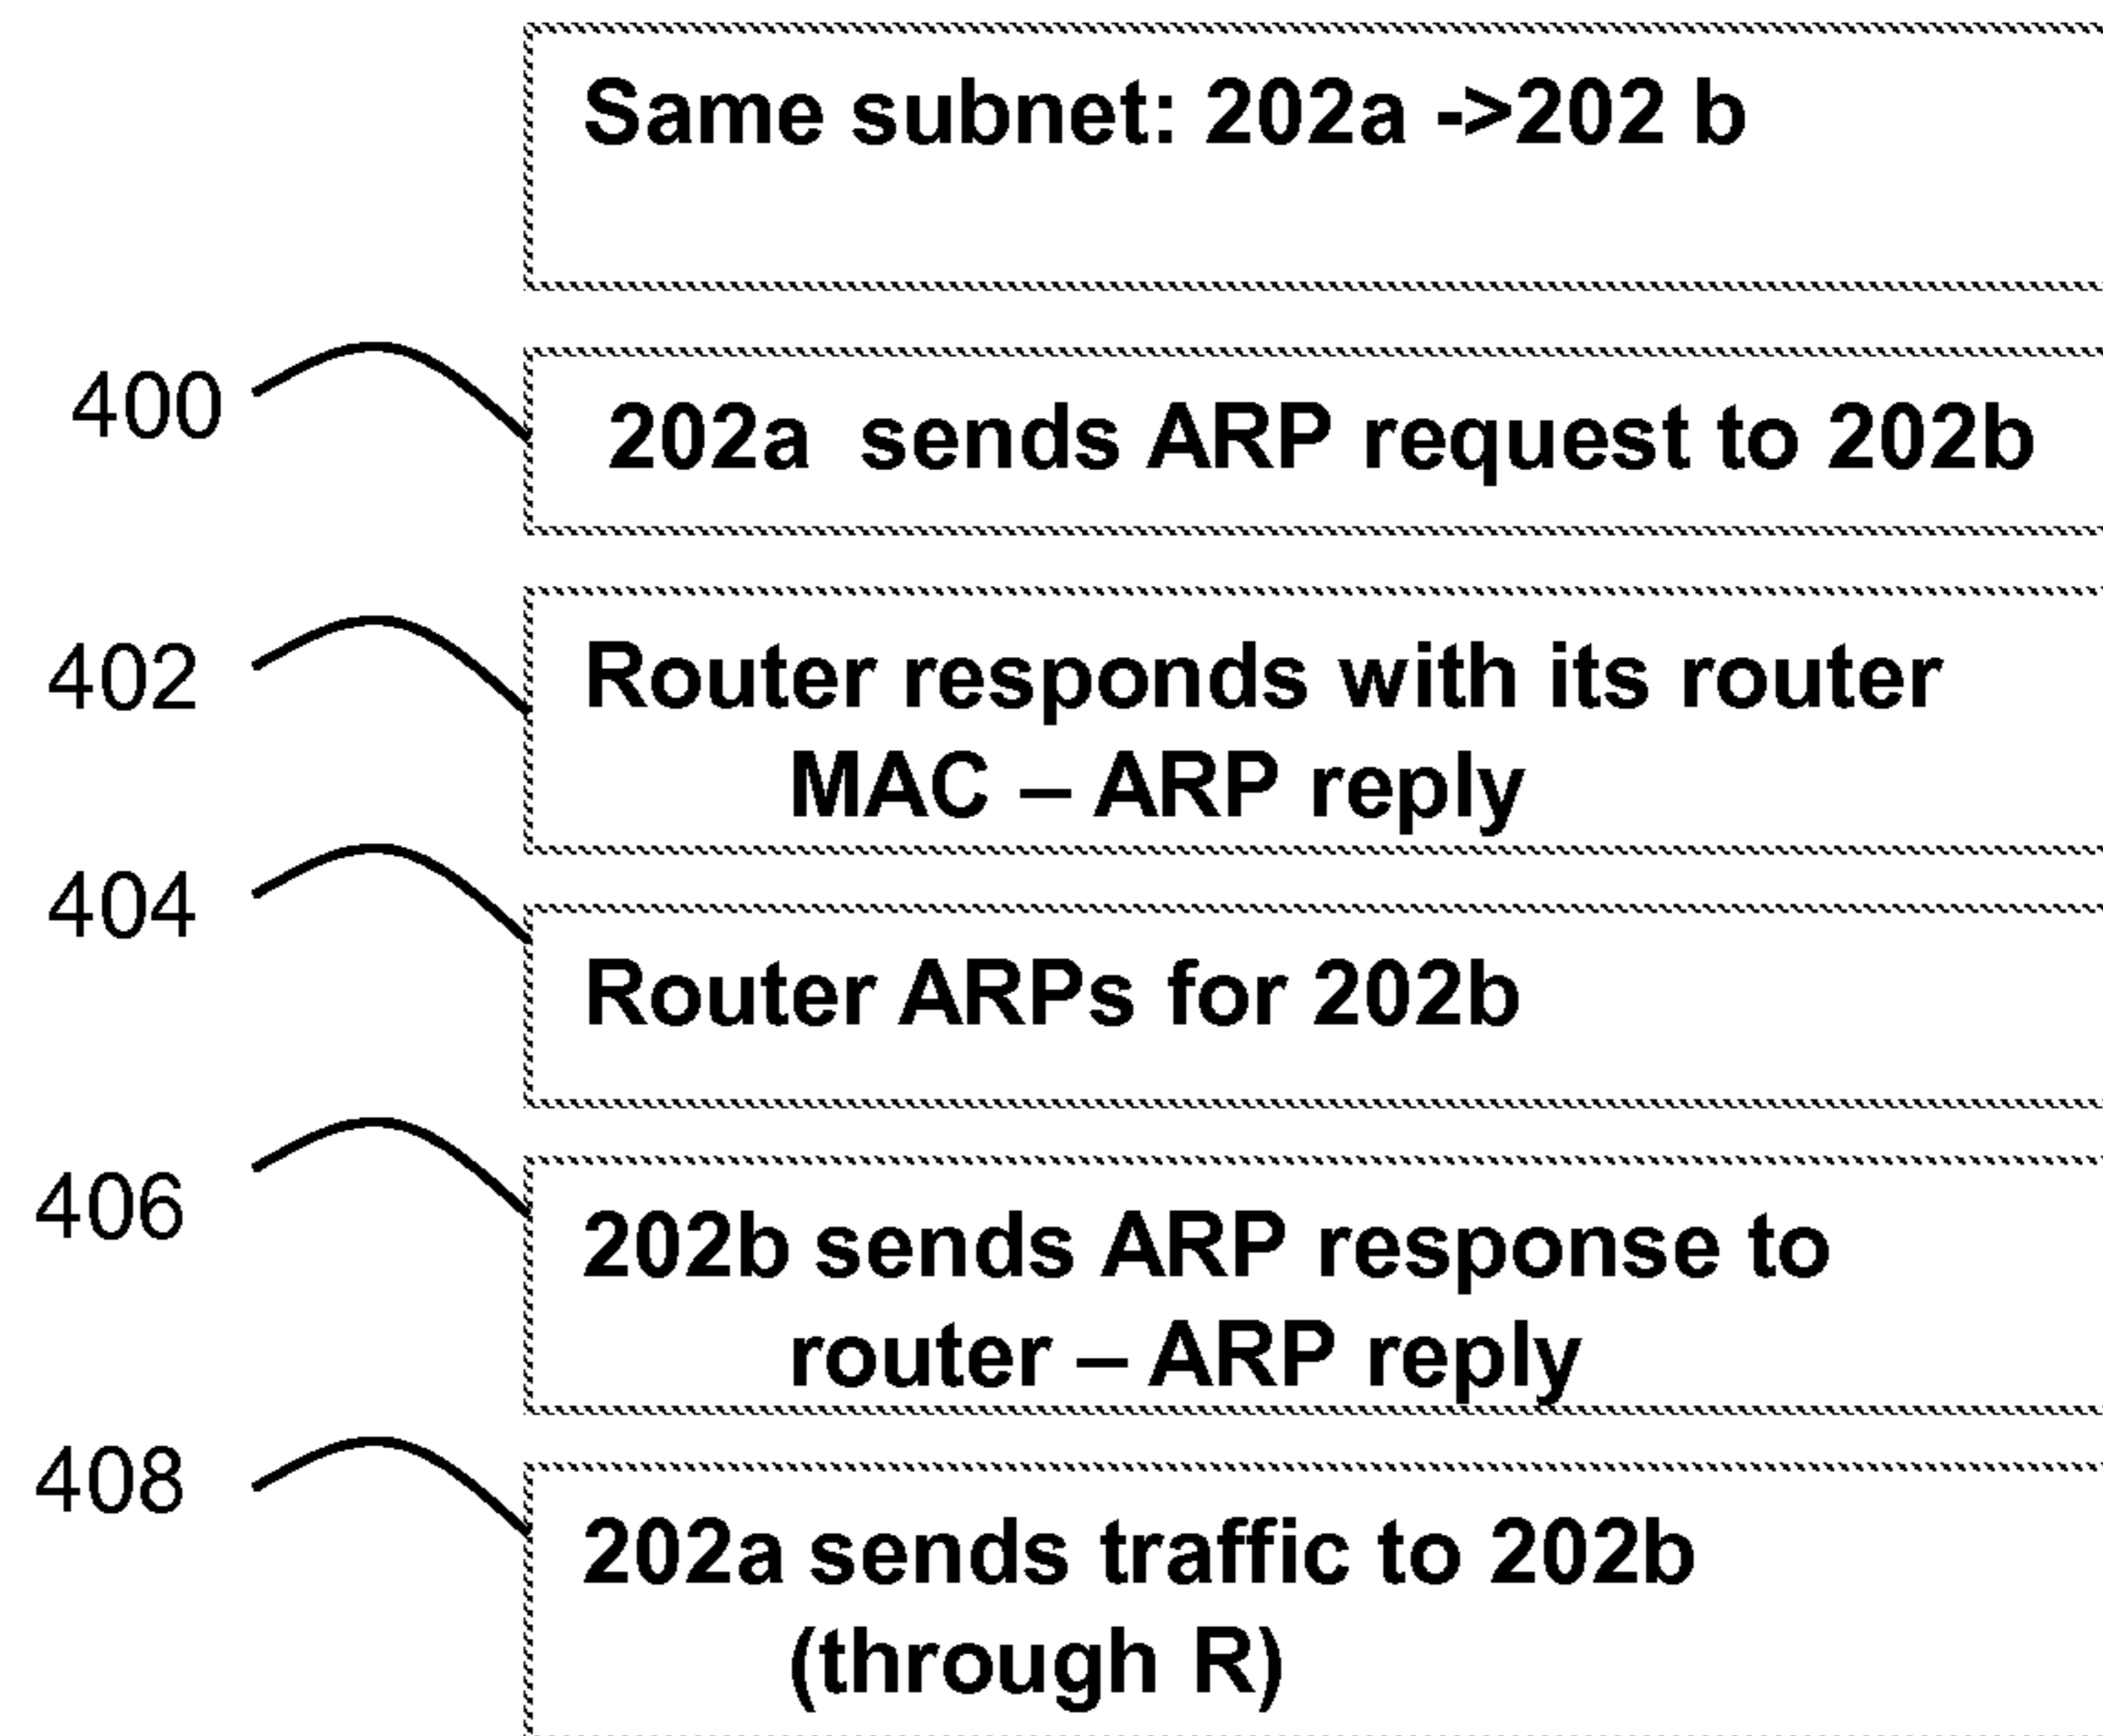 Same subnet: 202a ->202 b
400
202a sends ARP request to 202b
402
Router responds with its router
MAC – ARP reply
404
Router ARPs for 202b
406
202b sends ARP response to
router – ARP reply
408
202a sends traffic to 202b
(through R)